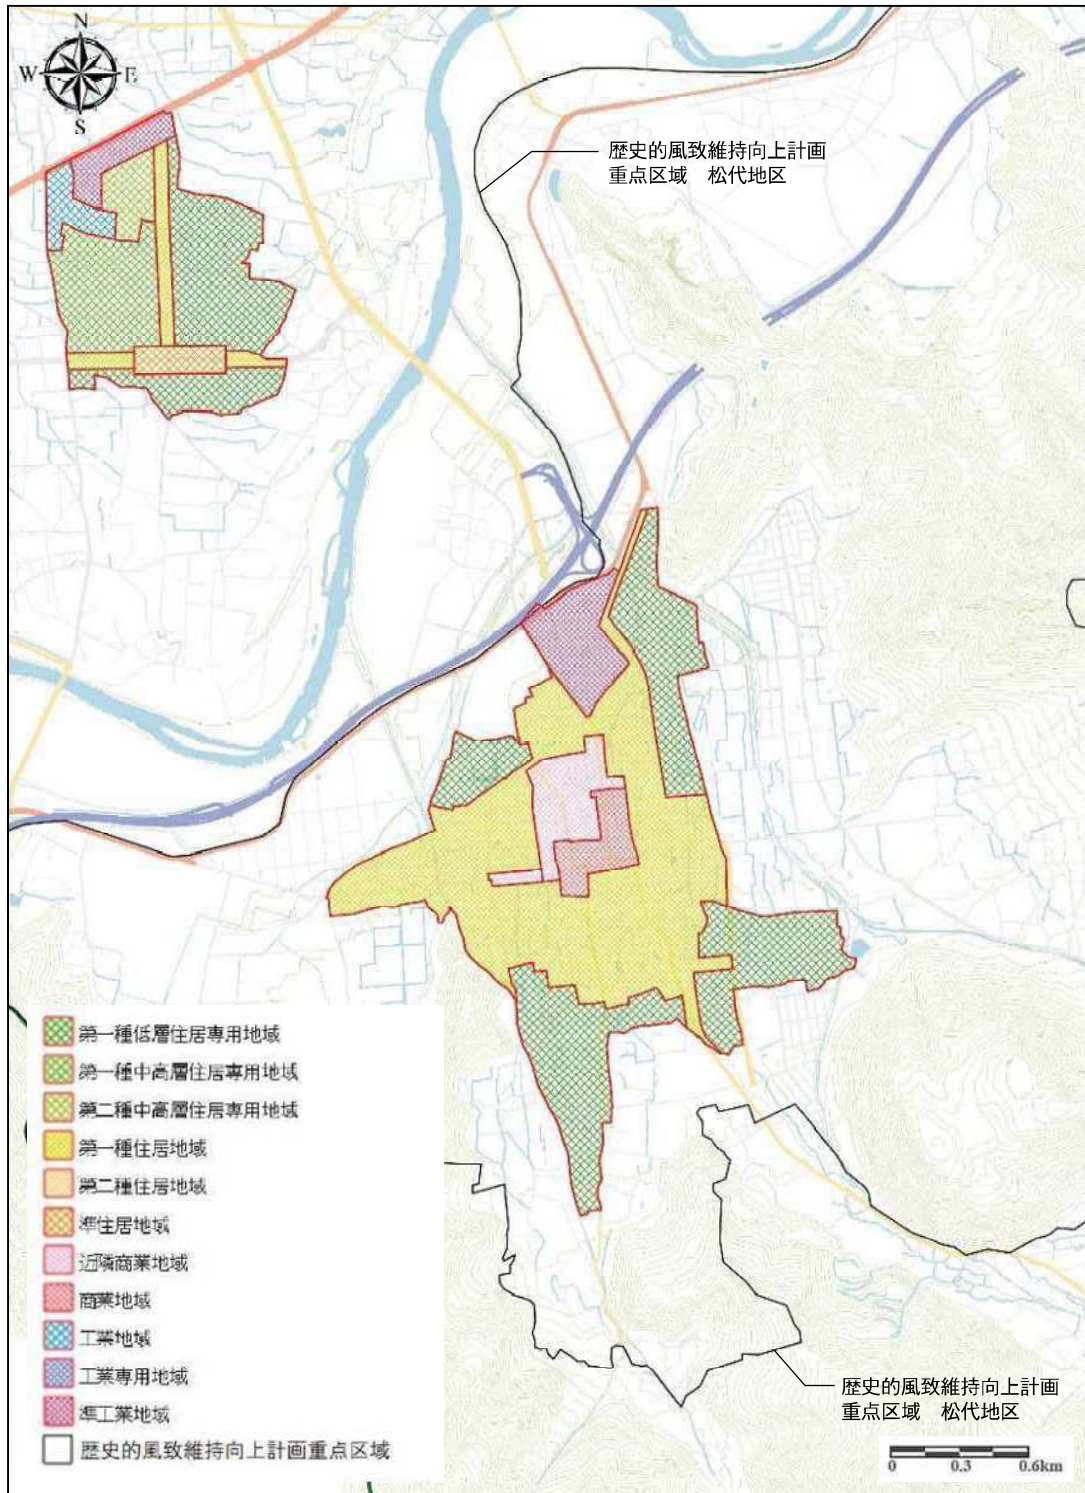 N
W E
S
歴史的風致維持向上計画
重点区域 松代地区
第一種低層住居専用地域
第一種中高層住居専用地域
第二種中高層住居専用地域
第一種住居地域
第二種住居地域
準住居地域
近隣商業地域
商業地域
工業地域
工業専用地域
準工業地域
歴史的風致維持向上計画重点区域
歴史的風致維持向上計画
重点区域 松代地区
0 0.3 0.6km